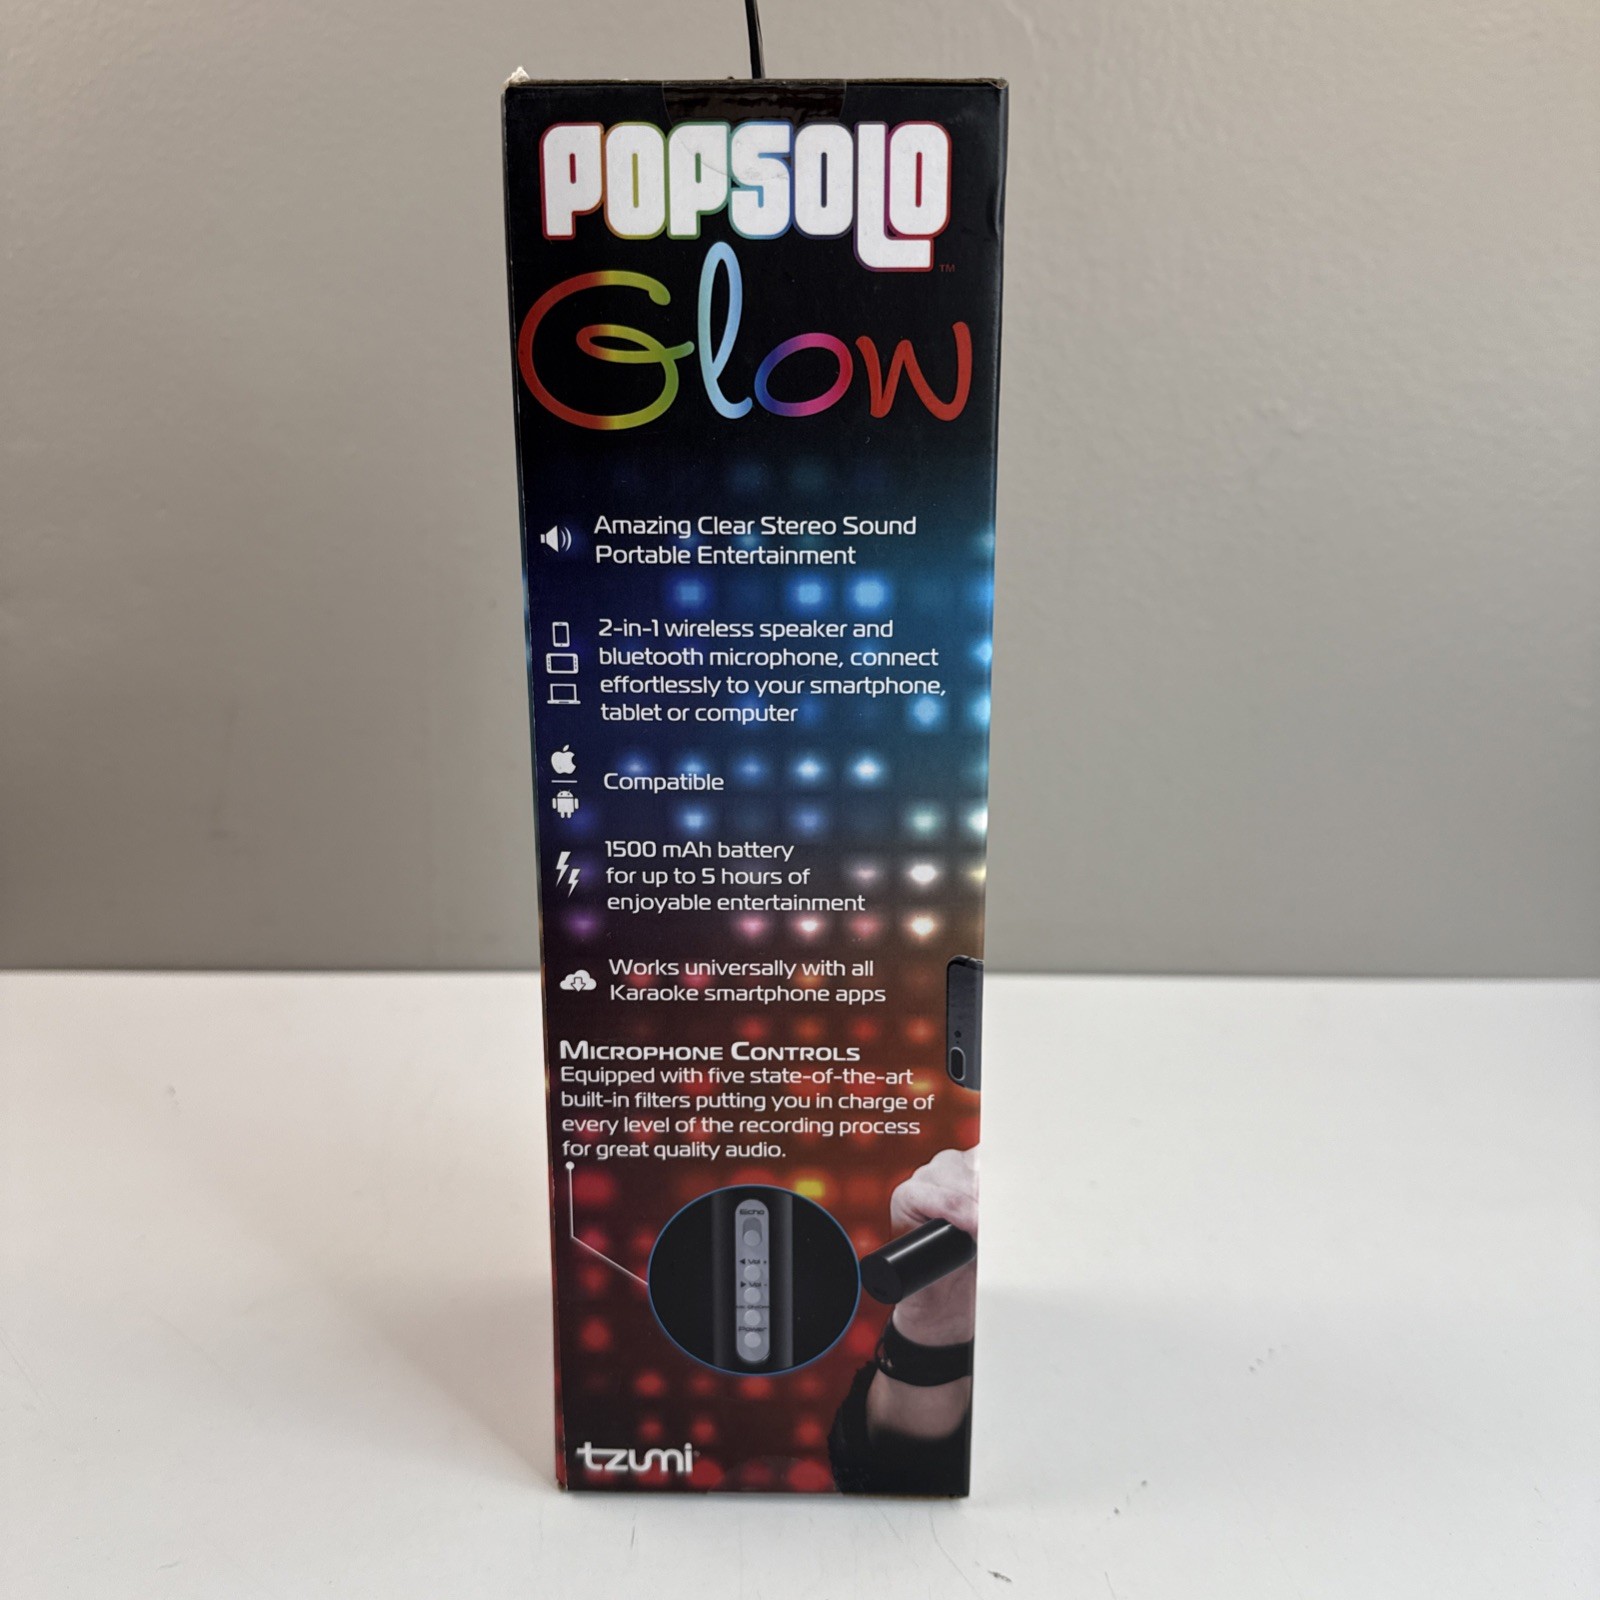 POPSOLO
TM
Glow
Amazing Clear Stereo Sound
Portable Entertainment
2-in-1 wireless speaker and
bluetooth microphone, connect
effortlessly to your smartphone,
tablet or computer
Compatible
1500 mAh battery
for up to 5 hours of
enjoyable entertainment
Works universally with all
Karaoke smartphone apps
MICROPHONE CONTROLS
Equipped with five state-of-the-art
built-in filters putting you in charge of
every level of the recording process
for great quality audio.
Echo
Power
tzumi